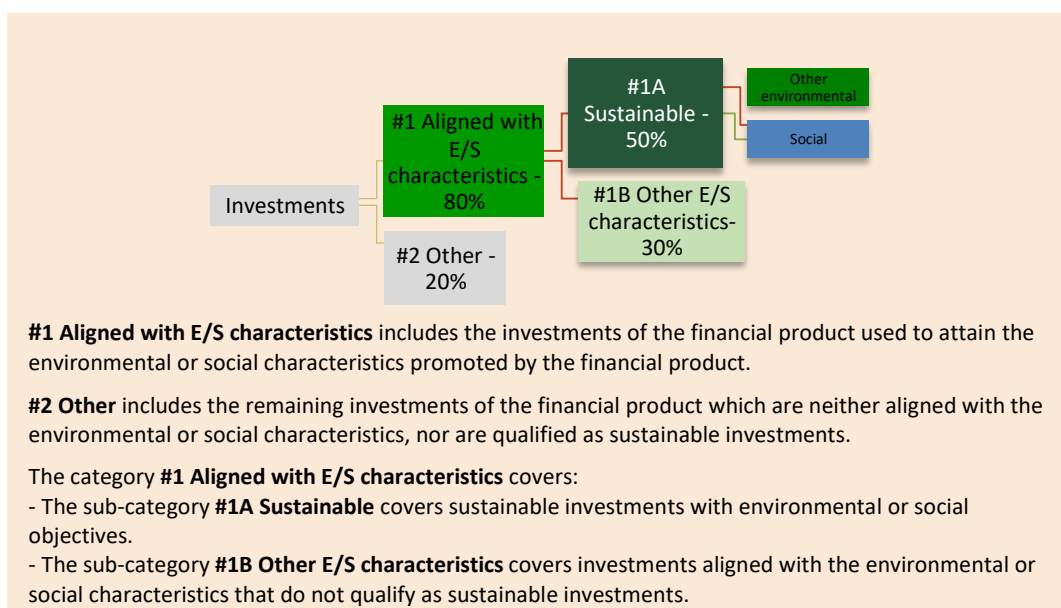 #1A
Sustainable -
50%
Other
environmental
Social
#1 Aligned with
E/S
characteristics -
80%
#1B Other E/S
characteristics-
30%
Investments
#2 Other -
20%
#1 Aligned with E/S characteristics includes the investments of the financial product used to attain the
environmental or social characteristics promoted by the financial product.
#2 Other includes the remaining investments of the financial product which are neither aligned with the
environmental or social characteristics, nor are qualified as sustainable investments.
The category #1 Aligned with E/S characteristics covers:
- The sub-category #1A Sustainable covers sustainable investments with environmental or social
objectives.
- The sub-category #1B Other E/S characteristics covers investments aligned with the environmental or
social characteristics that do not qualify as sustainable investments.